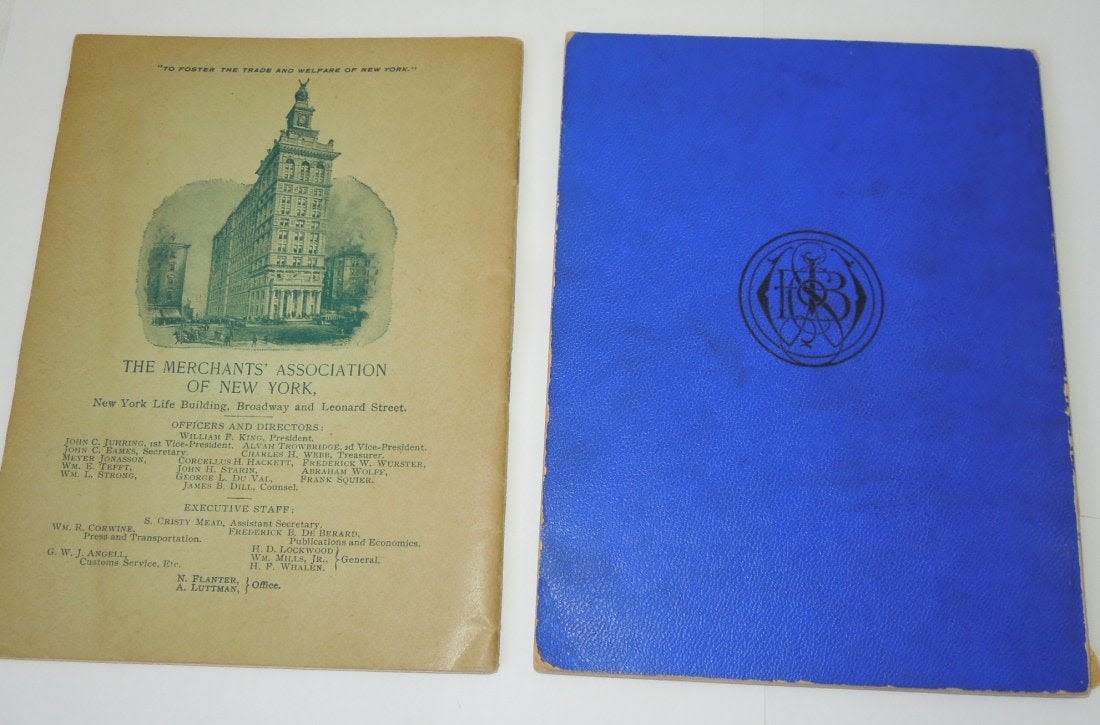 "TO FOSTER THE TRADE AND WELFARE OF NEW YORK."
THE MERCHANTS' ASSOCIATION
OF NEW YORK,
New York Life Building, Broadway and Leonard Street.
OFFICERS AND DIRECTORS:
WILLIAM F. KING, President.
JOHN C. JUHRING, 1st Vice-President. ALVAH TROWBRIDGE, 2d Vice-President.
JOHN C. EAMES, Secretary. CHARLES H. WEBB, Treasurer.
MEYER JONASSON, CORCELLUS H. HACKETT, FREDERICK W. WURSTER,
WM. E. TEFFT, JOHN H. STARIN, ABRAHAM WOLFF,
WM. L. STRONG, GEORGE L. DU VAL, FRANK SQUIER.
JAMES B. DILL, Counsel.
EXECUTIVE STAFF:
S. CRISTY MEAD, Assistant Secretary.
WM. R. CORWINE, FREDERICK B. DE BERARD,
Press and Transportation. Publications and Economics.
G. W. J. ANGELL, H. D. LOCKWOOD
Customs Service, Etc. WM. MILLS, JR., General.
H. F. WHALEN.
N. FLANTER,
A. LUTTMAN, Office.